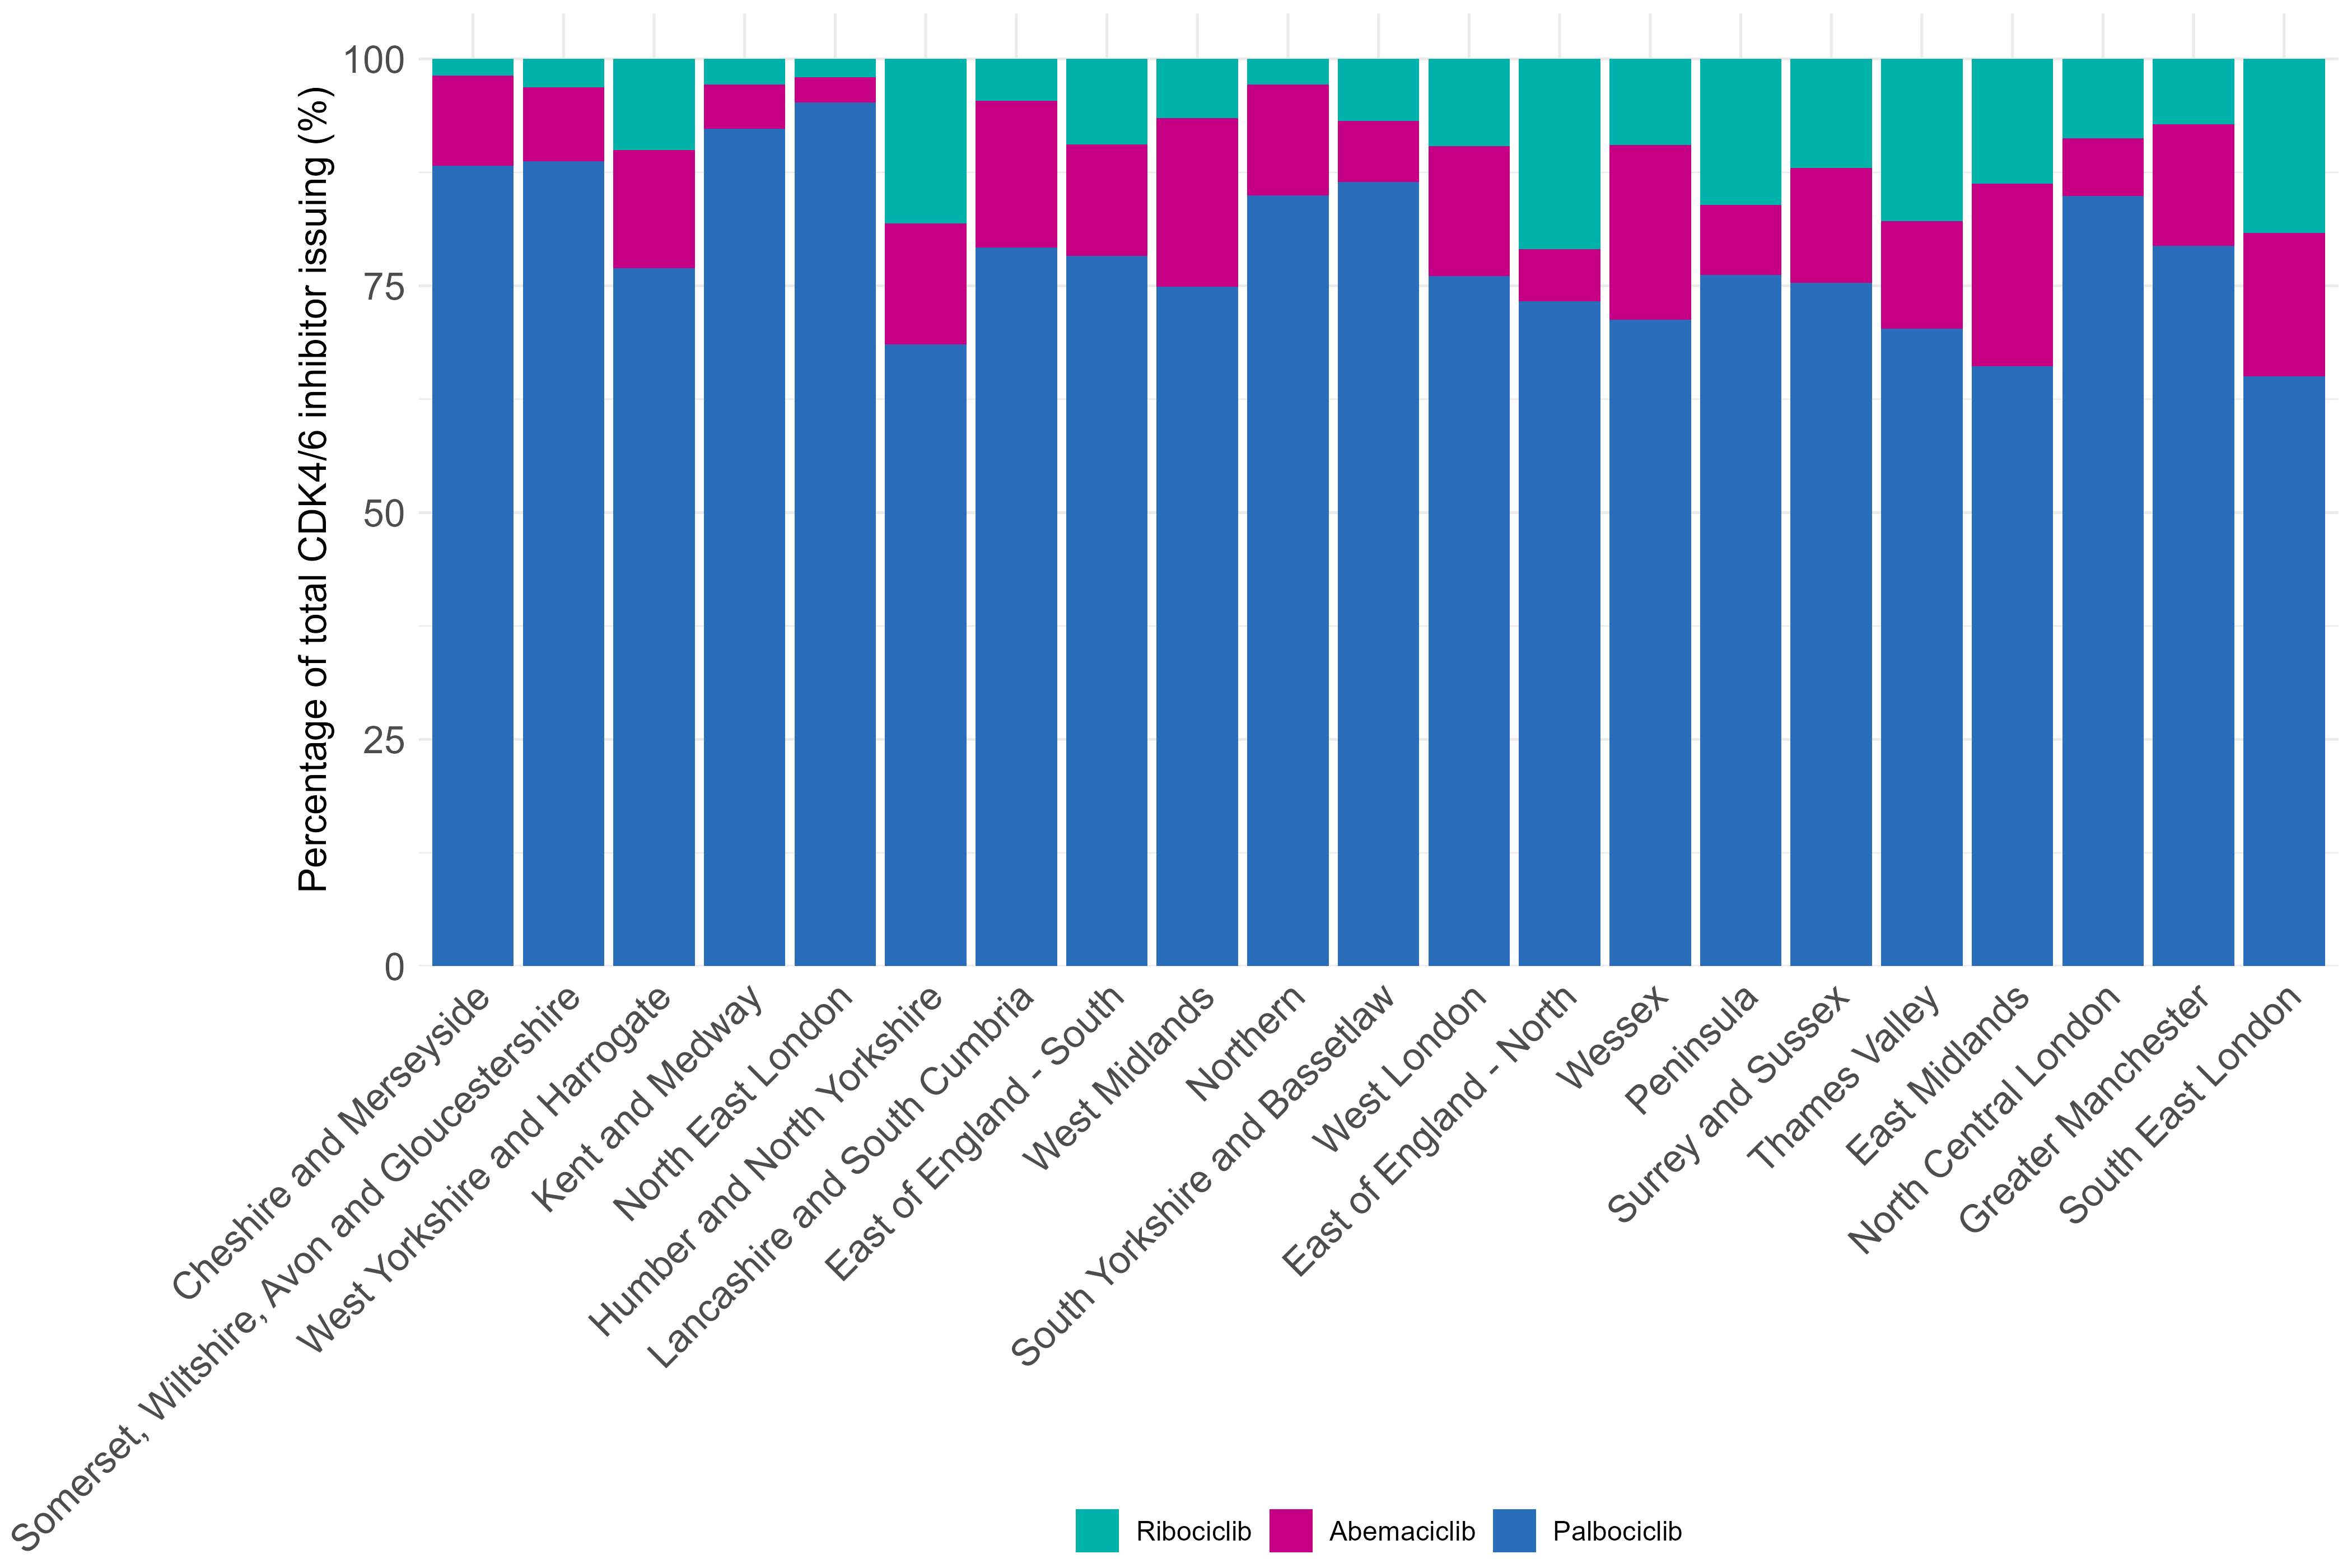 Percentage of total CDK4/6 inhibitor issuing (%)
100
75
50
25
0
Cheshire and Merseyside
Somerset, Wiltshire, Avon and Gloucestershire
West Yorkshire and Harrogate
Kent and Medway
North East London
Humber and North Yorkshire
Lancashire and South Cumbria
East of England - South
West Midlands
Northern
South Yorkshire and Bassetlaw
West London
East of England - North
Wessex
Peninsula
Surrey and Sussex
Thames Valley
East Midlands
North Central London
Greater Manchester
South East London
Ribociclib Abemaciclib Palbociclib